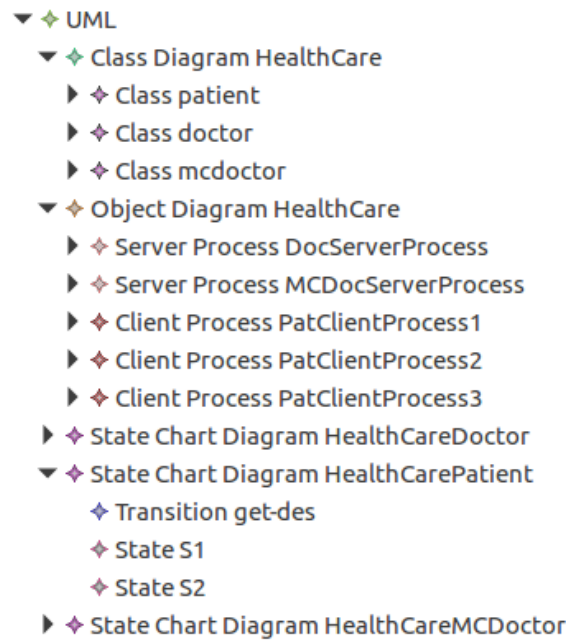 UML
Class Diagram HealthCare
Class patient
Class doctor
Class mcdoctor
Object Diagram HealthCare
Server Process DocServerProcess
Server Process MCDocServerProcess
Client Process PatClientProcess1
Client Process PatClientProcess2
Client Process PatClientProcess3
State Chart Diagram HealthCareDoctor
State Chart Diagram HealthCarePatient
Transition get-des
State S1
State S2
State Chart Diagram HealthCareMCDoctor